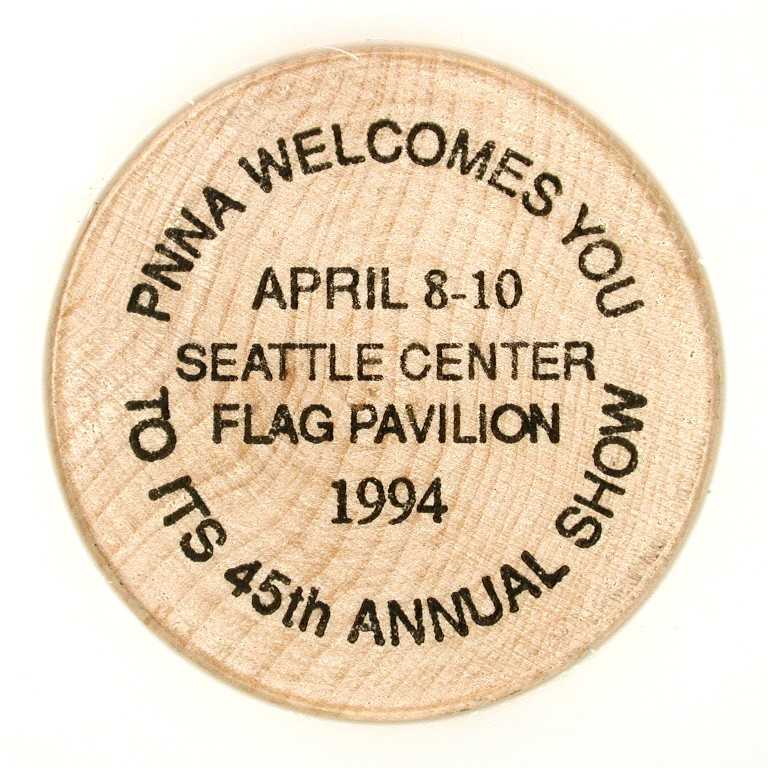 PNNA WELCOMES YOU
APRIL 8-10
SEATTLE CENTER
FLAG PAVILION
1994
TO ITS 45th ANNUAL SHOW